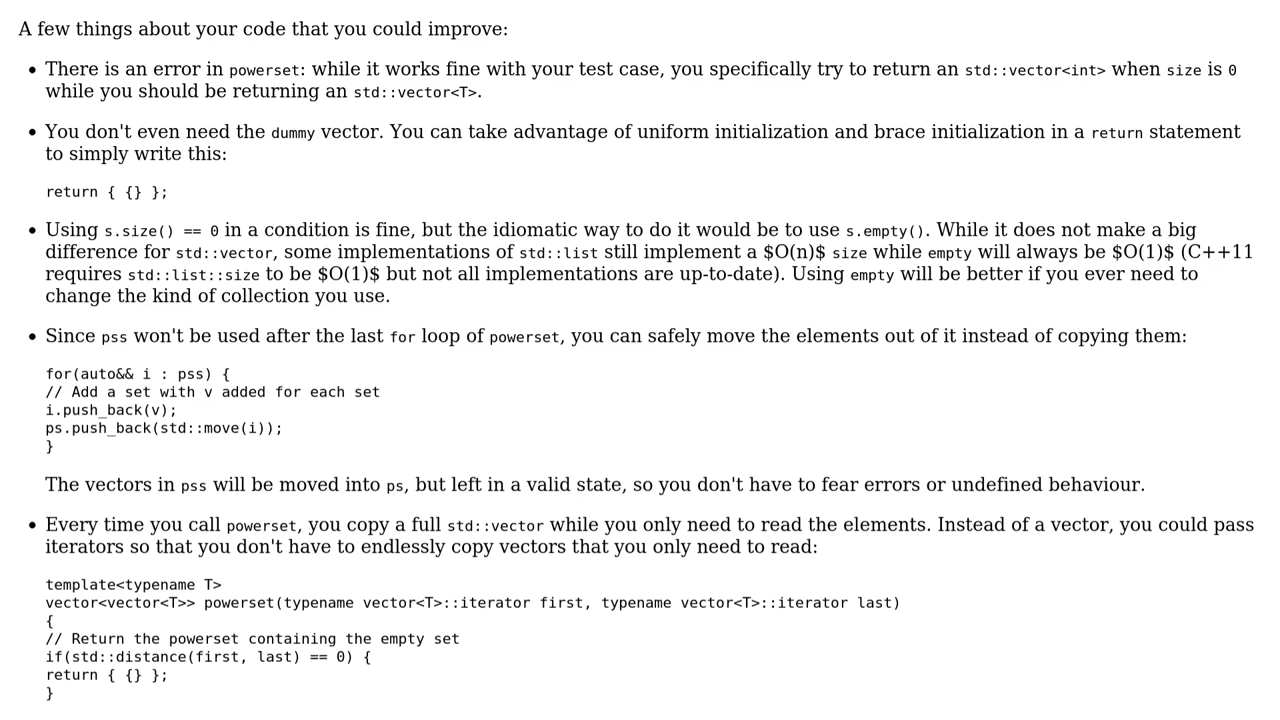 A few things about your code that you could improve:
• There is an error in powerset: while it works fine with your test case, you specifically try to return an std::vector<int> when size is 0
while you should be returning an std::vector<T>.
• You don't even need the dummy vector. You can take advantage of uniform initialization and brace initialization in a return statement
to simply write this:
return { {} };
• Using s.size() == 0 in a condition is fine, but the idiomatic way to do it would be to use s.empty(). While it does not make a big
difference for std::vector, some implementations of std::list still implement a $O(n)$ size while empty will always be $O(1)$ (C++11
requires std::list::size to be $O(1)$ but not all implementations are up-to-date). Using empty will be better if you ever need to
change the kind of collection you use.
• Since pss won't be used after the last for loop of powerset, you can safely move the elements out of it instead of copying them:
for(auto&& i : pss) {
// Add a set with v added for each set
i.push_back(v);
ps.push_back(std::move(i));
}
The vectors in pss will be moved into ps, but left in a valid state, so you don't have to fear errors or undefined behaviour.
• Every time you call powerset, you copy a full std::vector while you only need to read the elements. Instead of a vector, you could pass
iterators so that you don't have to endlessly copy vectors that you only need to read:
template<typename T>
vector<vector<T>> powerset(typename vector<T>::iterator first, typename vector<T>::iterator last)
{
// Return the powerset containing the empty set
if(std::distance(first, last) == 0) {
return { {} };
}